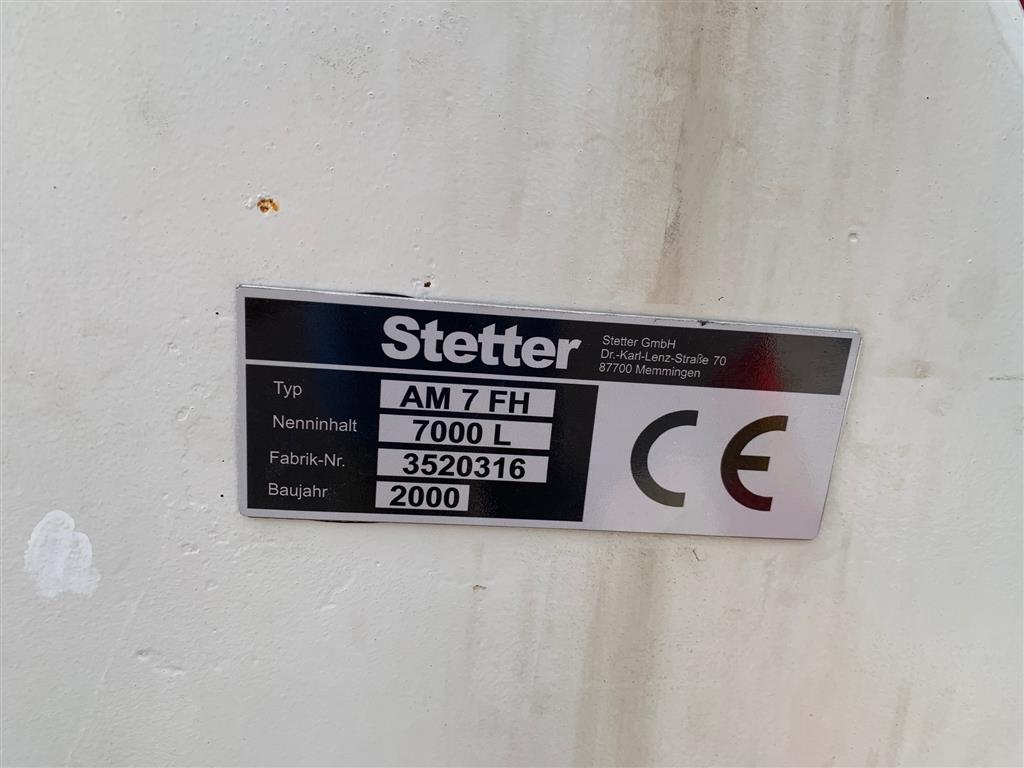 Stetter
Stetter GmbH
Dr.-Karl-Lenz-Straße 70
87700 Memmingen
Typ AM 7 FH
Nenninhalt 7000 L
Fabrik-Nr. 3520316
Baujahr 2000
CE